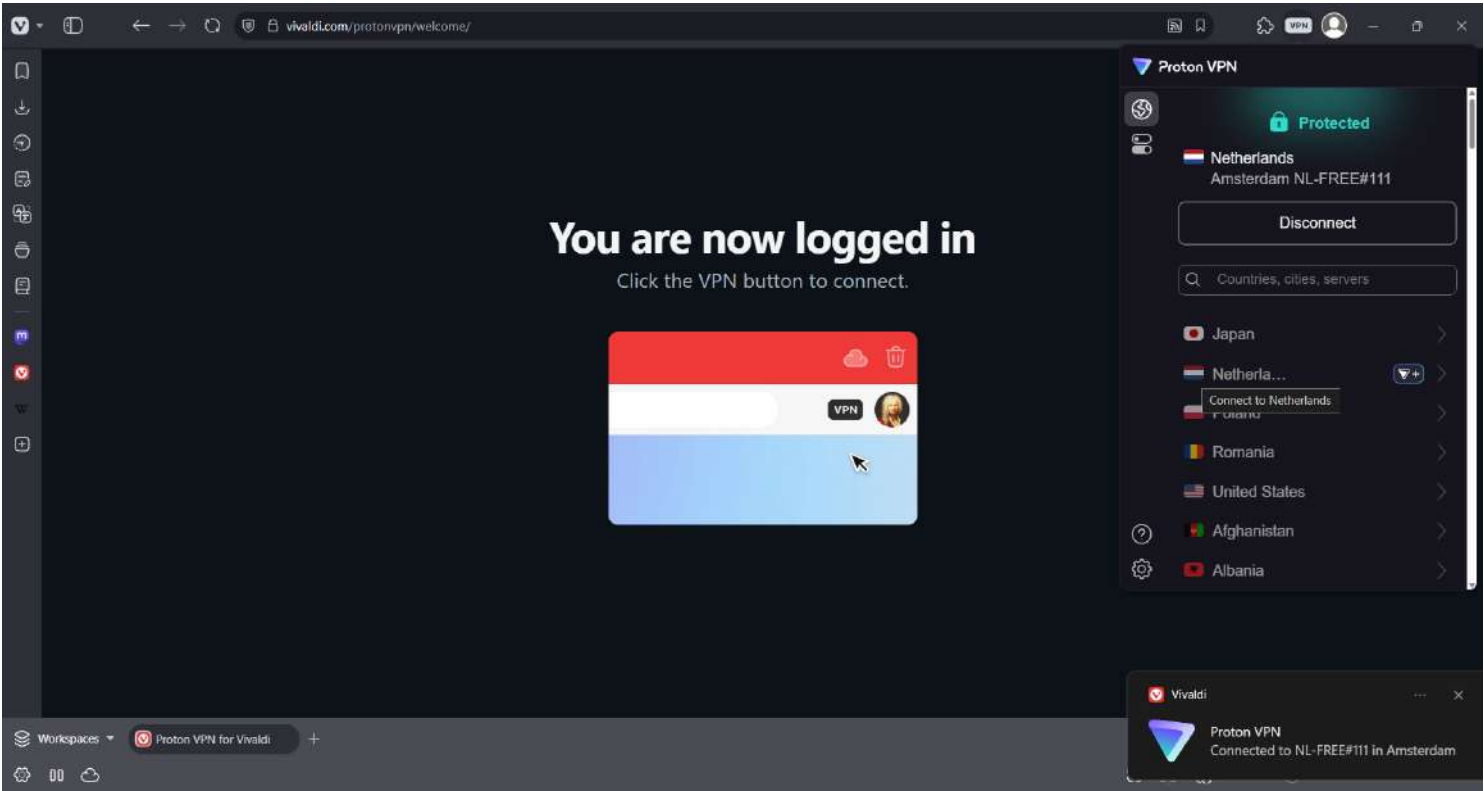 vivaldi.com/protonvpn/welcome/
VPN
Proton VPN
Protected
Netherlands
Amsterdam NL-FREE#111
Disconnect
Countries, cities, servers
You are now logged in
Click the VPN button to connect.
VPN
Japan
Netherla...
Connect to Netherlands
Poland
Romania
United States
Afghanistan
Albania
Vivaldi
Proton VPN
Connected to NL-FREE#111 in Amsterdam
Workspaces
Proton VPN for Vivaldi